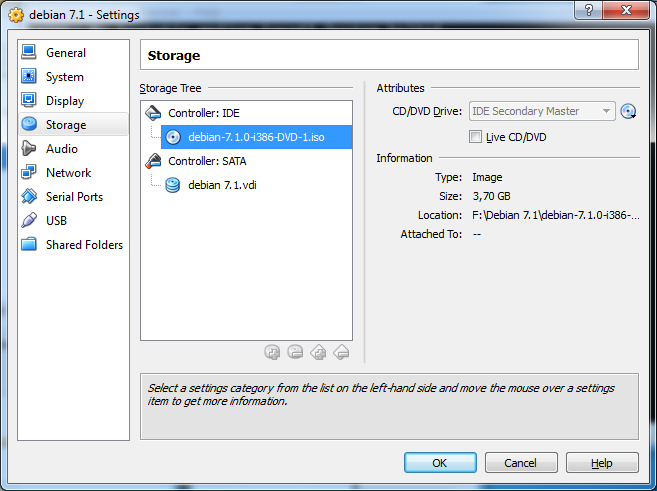 debian 7.1 - Settings
General
System
Display
Storage
Audio
Network
Serial Ports
USB
Shared Folders
Storage
Storage Tree
Controller: IDE
debian-7.1.0-i386-DVD-1.iso
Controller: SATA
debian 7.1.vdi
Attributes
CD/DVD Drive: IDE Secondary Master
Live CD/DVD
Information
Type: Image
Size: 3,70 GB
Location: F:\Debian 7.1\debian-7.1.0-i386-...
Attached To: --
Select a settings category from the list on the left-hand side and move the mouse over a settings
item to get more information.
OK Cancel Help